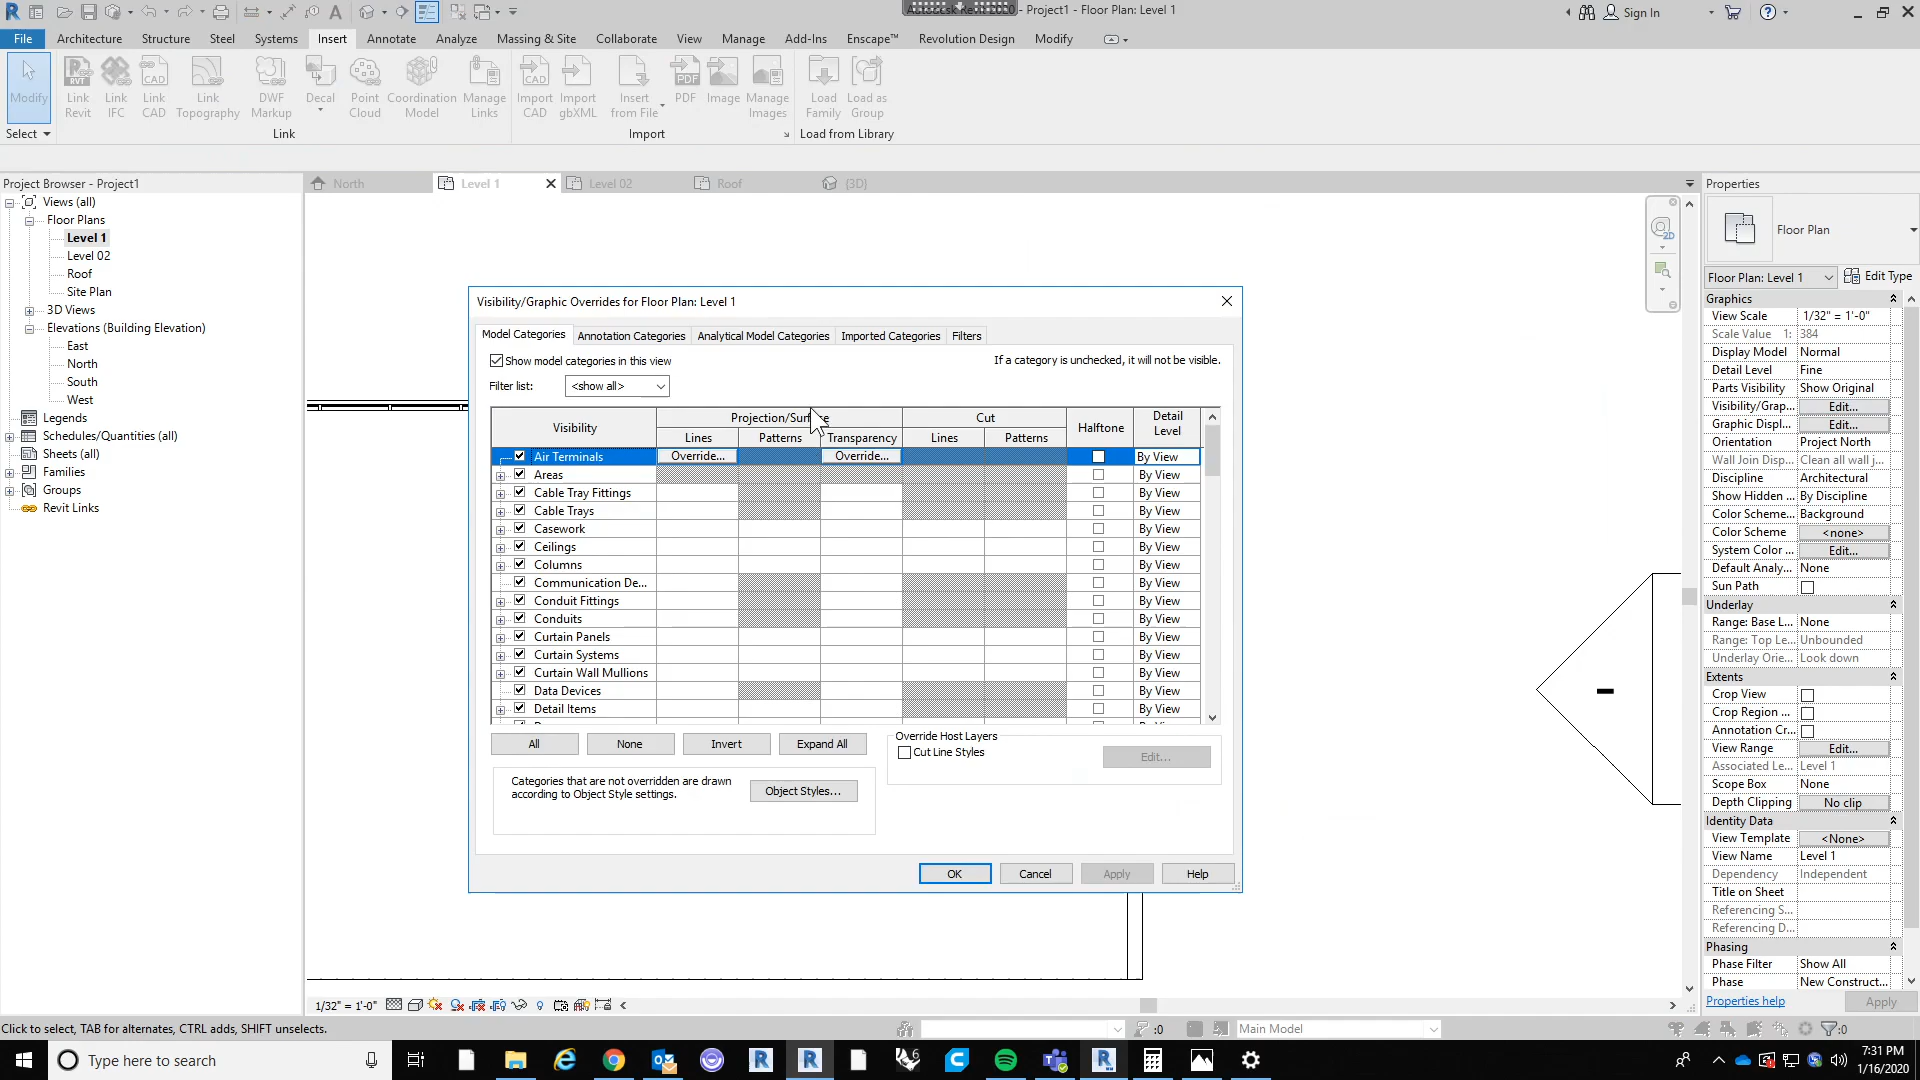 Autodesk Revit 2020 - Project1 - Floor Plan: Level 1
Sign In
File Architecture Structure Steel Systems Insert Annotate Analyze Massing & Site Collaborate View Manage Add-Ins Enscape™ Revolution Design Modify
Modify
Link Revit
Link IFC
Link CAD
Link Topography
DWF Markup
Decal
Point Cloud
Coordination Model
Manage Links
Import CAD
Import gbXML
Insert from File
PDF
Image
Manage Images
Load Family
Load as Group
Select
Link
Import
Load from Library
Project Browser - Project1
Views (all)
Floor Plans
Level 1
Level 02
Roof
Site Plan
3D Views
Elevations (Building Elevation)
East
North
South
West
Legends
Schedules/Quantities (all)
Sheets (all)
Families
Groups
Revit Links
North
Level 1
Level 02
Roof
{3D}
Visibility/Graphic Overrides for Floor Plan: Level 1
Model Categories Annotation Categories Analytical Model Categories Imported Categories Filters
Show model categories in this view
If a category is unchecked, it will not be visible.
Filter list: <show all>
Visibility Projection/Surface Cut Halftone Detail Level
Lines Patterns Transparency Lines Patterns
Air Terminals Override... Override... By View
Areas By View
Cable Tray Fittings By View
Cable Trays By View
Casework By View
Ceilings By View
Columns By View
Communication De... By View
Conduit Fittings By View
Conduits By View
Curtain Panels By View
Curtain Systems By View
Curtain Wall Mullions By View
Data Devices By View
Detail Items By View
All None Invert Expand All
Override Host Layers
Cut Line Styles
Edit...
Categories that are not overridden are drawn
according to Object Style settings.
Object Styles...
OK Cancel Apply Help
2D
Properties
Floor Plan
Floor Plan: Level 1 Edit Type
Graphics
View Scale 1/32" = 1'-0"
Scale Value 1: 384
Display Model Normal
Detail Level Fine
Parts Visibility Show Original
Visibility/Grap... Edit...
Graphic Displ... Edit...
Orientation Project North
Wall Join Disp... Clean all wall j...
Discipline Architectural
Show Hidden ... By Discipline
Color Scheme... Background
Color Scheme <none>
System Color ... Edit...
Default Analy... None
Sun Path
Underlay
Range: Base L... None
Range: Top Le... Unbounded
Underlay Orie... Look down
Extents
Crop View
Crop Region ...
Annotation Cr...
View Range Edit...
Associated Le... Level 1
Scope Box None
Depth Clipping No clip
Identity Data
View Template <None>
View Name Level 1
Dependency Independent
Title on Sheet
Referencing S...
Referencing D...
Phasing
Phase Filter Show All
Phase New Construct...
Properties help Apply
1/32" = 1'-0"
Click to select, TAB for alternates, CTRL adds, SHIFT unselects.
:0
Main Model
:0
Type here to search
7:31 PM
1/16/2020